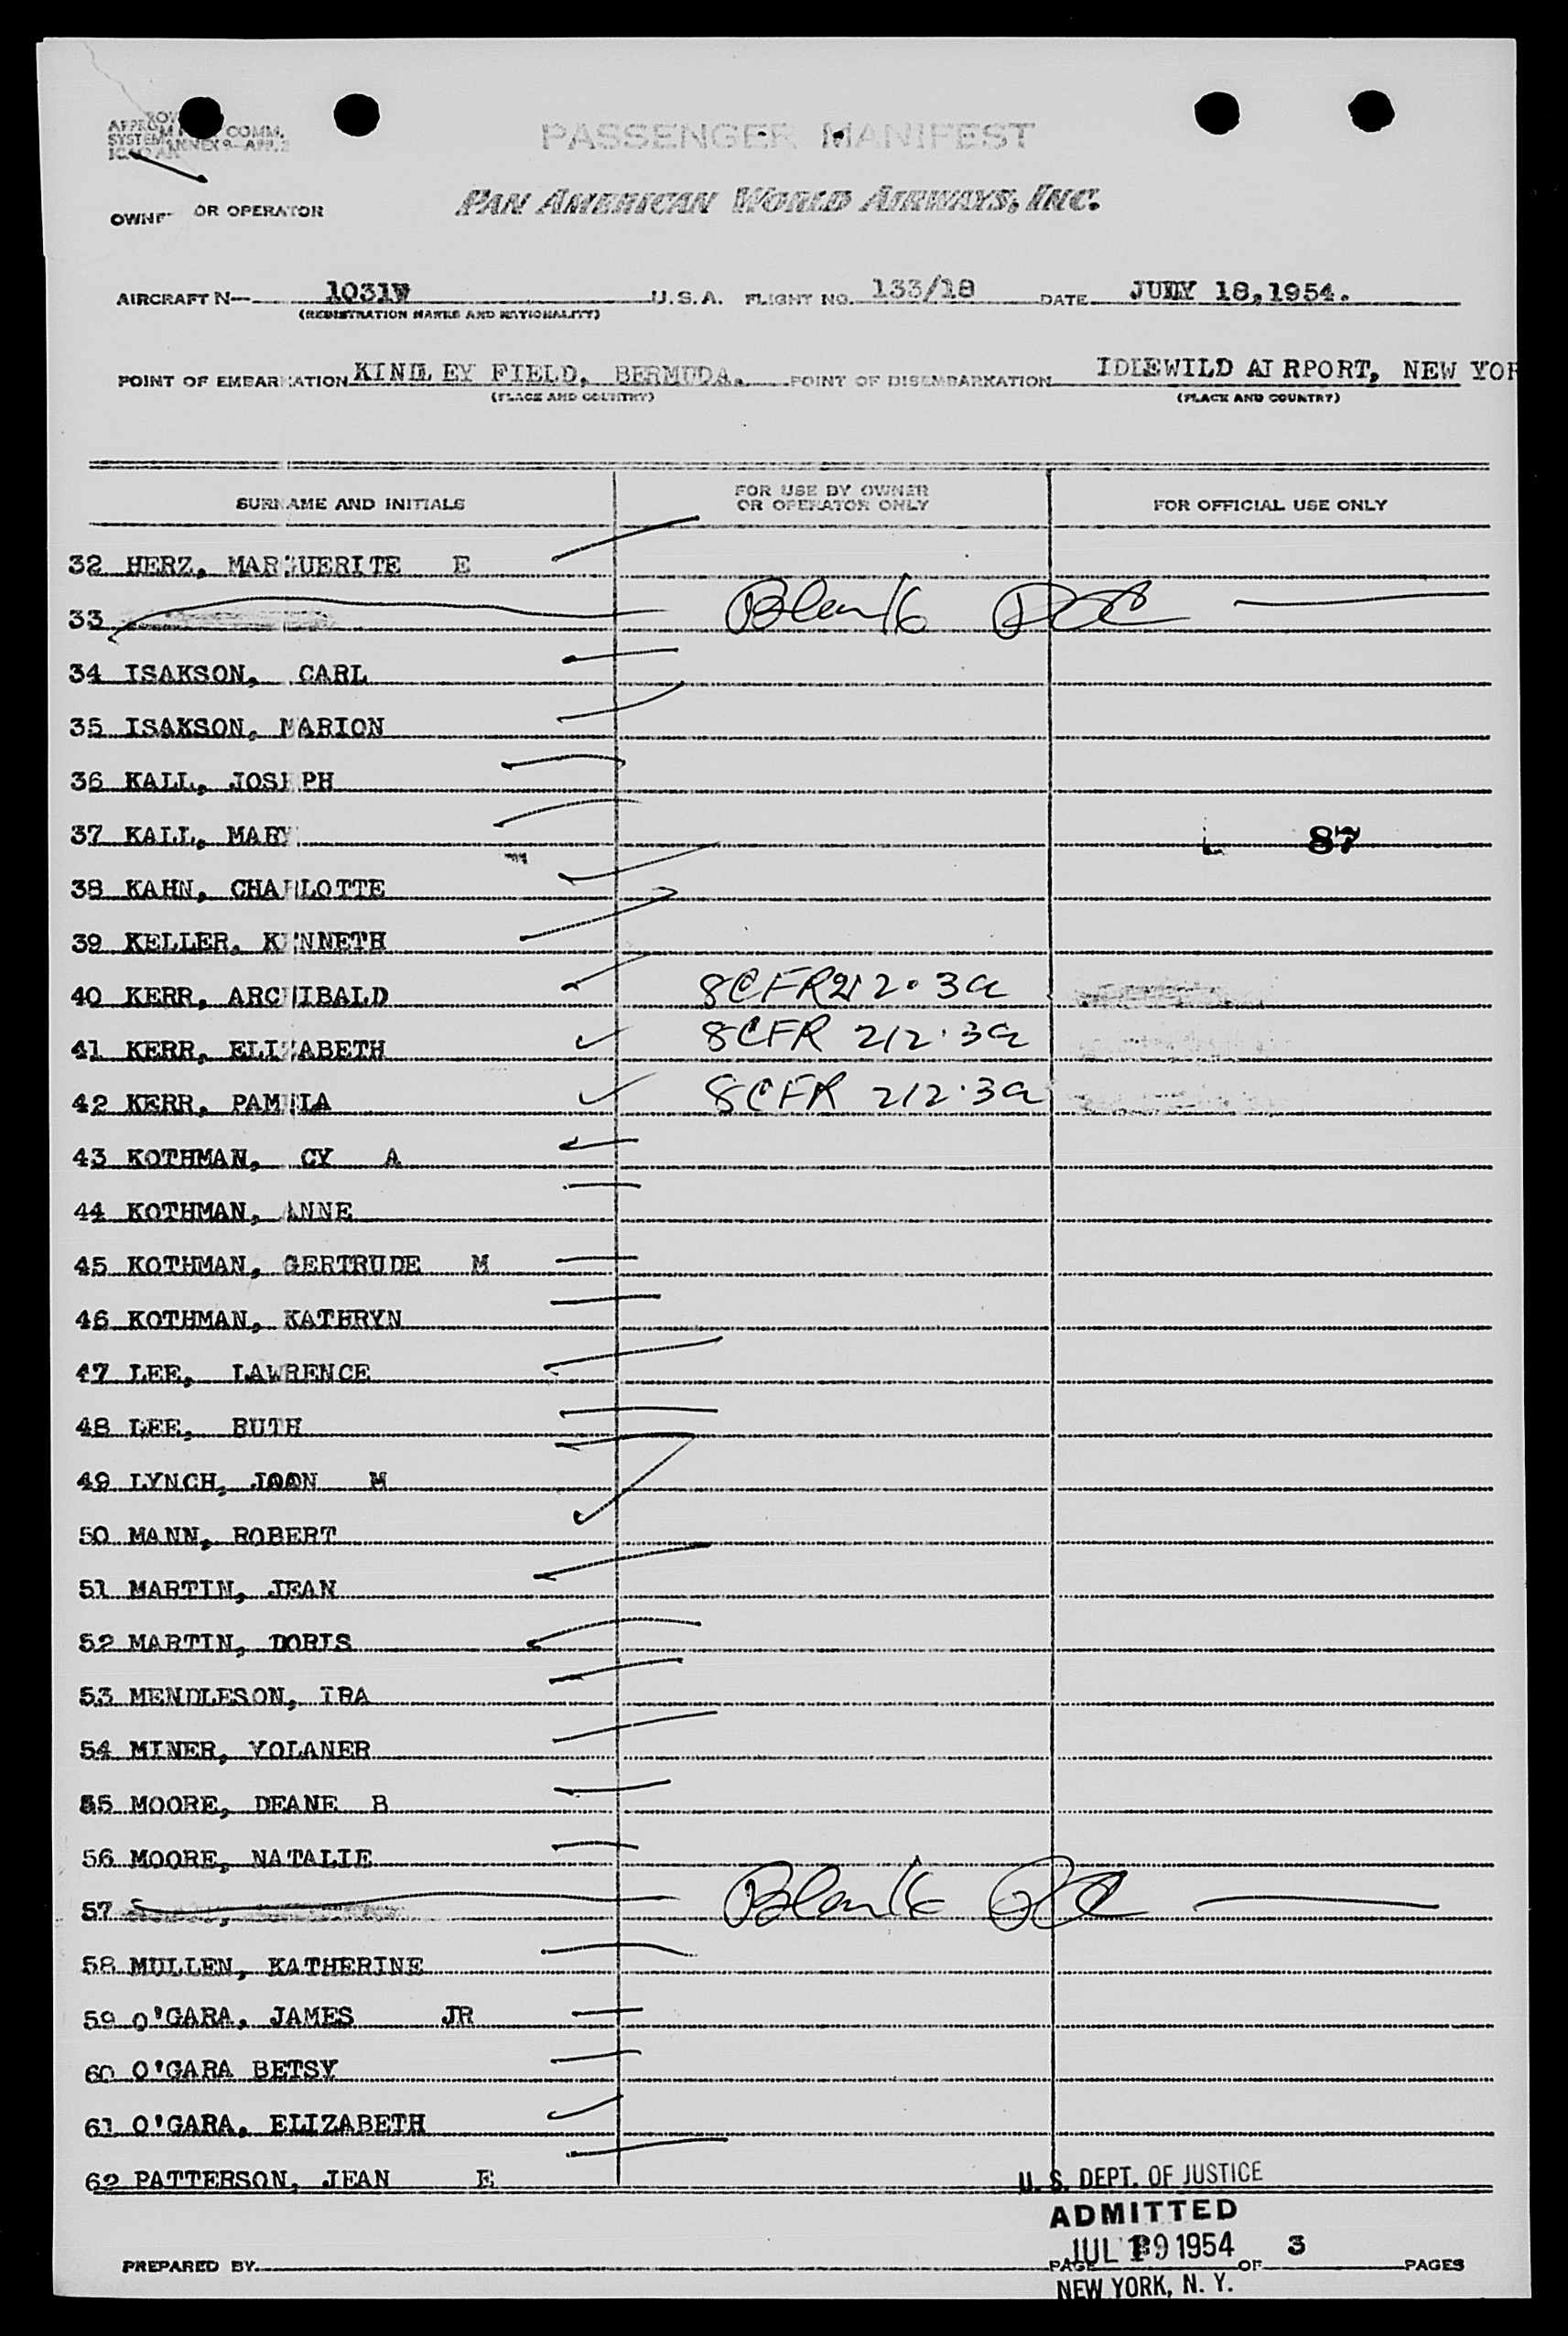 COMM.
PASSENGER MANIFEST
PAN AMERICAN WORLD AIRWAYS, INC.
OR OPERATOR
AIRCRAFT N— 1031W U.S.A. FLIGHT NO. 133/18 DATE 18,1954.
(REGISTRATION MARKS AND NATIONALITY)
POINT OF EMBARKATION KINDLEY FIELD, BERMUDA. POINT OF DISEMBARKATION IDLEWILD AIRPORT, NEW YOR
(PLACE AND COUNTRY) (PLACE AND COUNTRY)
SURNAME AND INITIALS FOR USE BY OWNER OR OPERATOR ONLY FOR OFFICIAL USE ONLY
32 HERZ, MARGUERITE E
33 Blank
34 ISAKSON, CARL
35 ISAKSON, MARION
36 KALL, JOSEPH
37 KALL, MARY L 87
38 KAHN, CHARLOTTE
39 KELLER, KENNETH
40 KERR, ARCHIBALD 8CFR212.3a
41 KERR, ELIZABETH 8CFR 212.3a
42 KERR, PAMELA 8CFR 212.3a
43 KOTHMAN, CY A
44 KOTHMAN, ANNE
45 KOTHMAN, GERTRUDE M
46 KOTHMAN, KATHRYN
47 LEE, LAWRENCE
48 LEE, RUTH
49 LYNCH, M
50 MANN, ROBERT
51 MARTIN, JEAN
52 MARTIN, DORIS
53 MENDLESON, IRA
54 MINER, VOLANER
55 MOORE, DEANE B
56 MOORE, NATALIE
57 Blank
58 MULLEN, KATHERINE
59 O'GARA, JAMES JR
60 O'GARA BETSY
61 O'GARA, ELIZABETH
62 PATTERSON, JEAN E
U. S. DEPT. OF JUSTICE
ADMITTED
JUL 1954
PREPARED BY PAGE OF 3 PAGES
NEW YORK, N. Y.